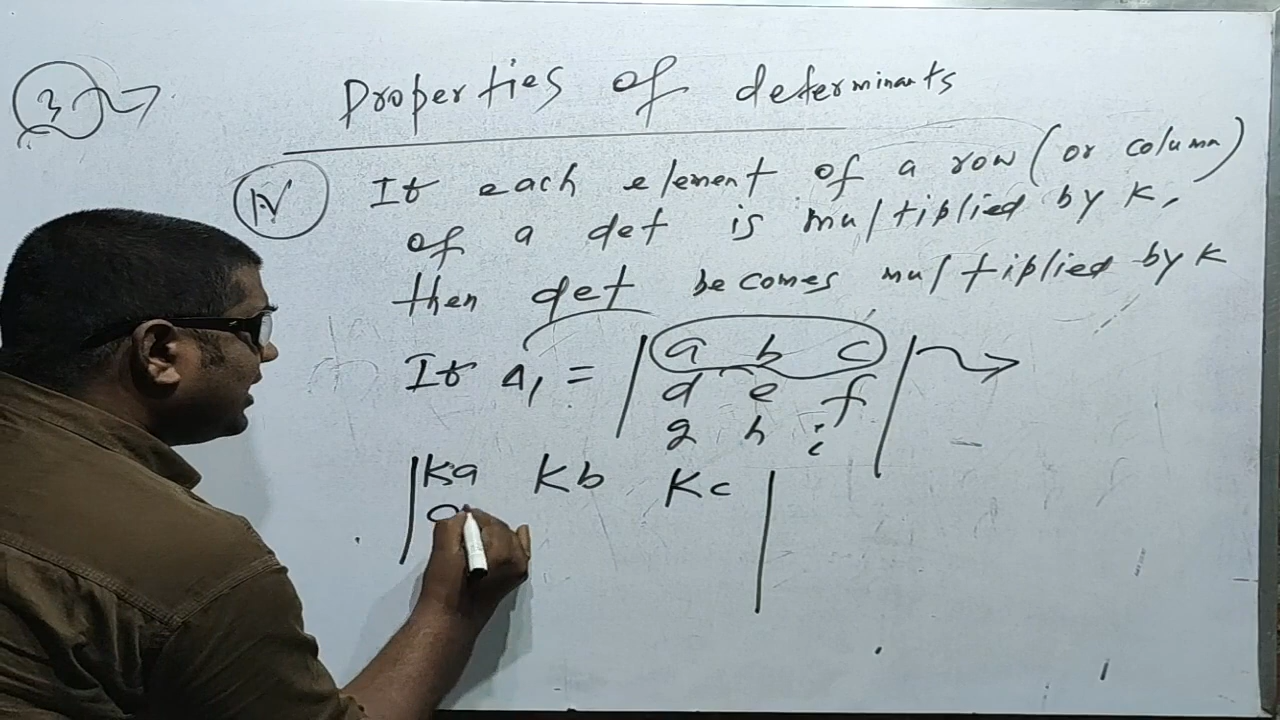 3
Properties of determinants
IV If each element of a row (or column)
of a det is multiplied by K,
then det becomes multiplied by K
If Δ₁ = | a b c |
d e f
g h i
| Ka Kb Kc |